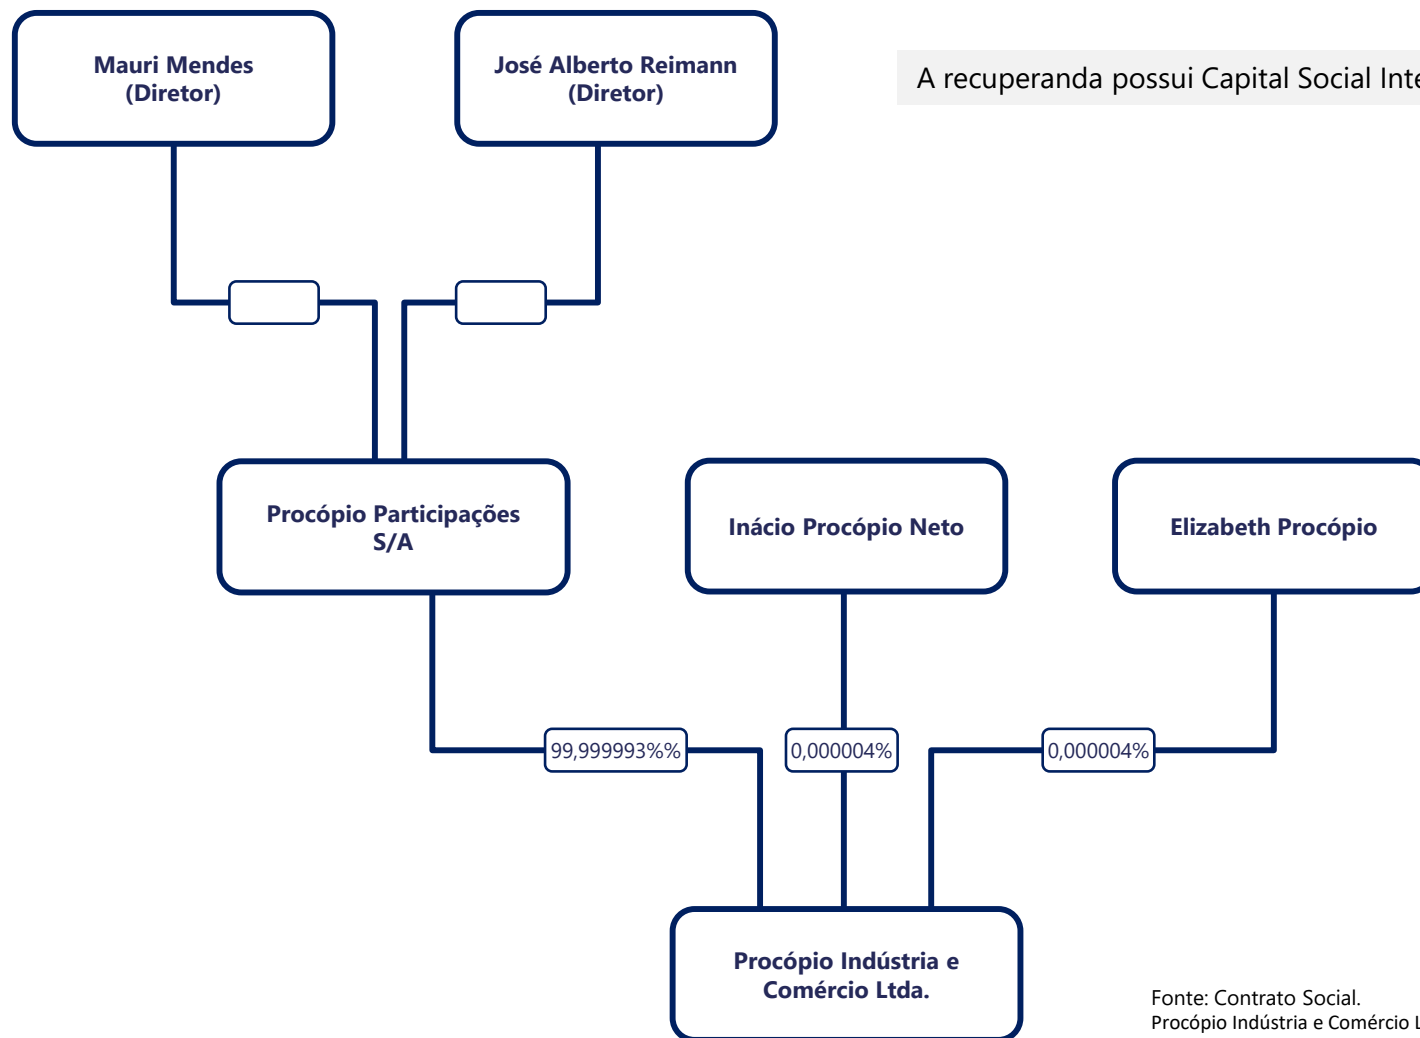 Mauri Mendes
(Diretor)
José Alberto Reimann
(Diretor)
A recuperanda possui Capital Social
Procópio Participações
S/A
Inácio Procópio Neto
Elizabeth Procópio
99,999993%%
0,000004%
0,000004%
Procópio Indústria e
Comércio Ltda.
Fonte: Contrato Social.
Procópio Indústria e Comércio